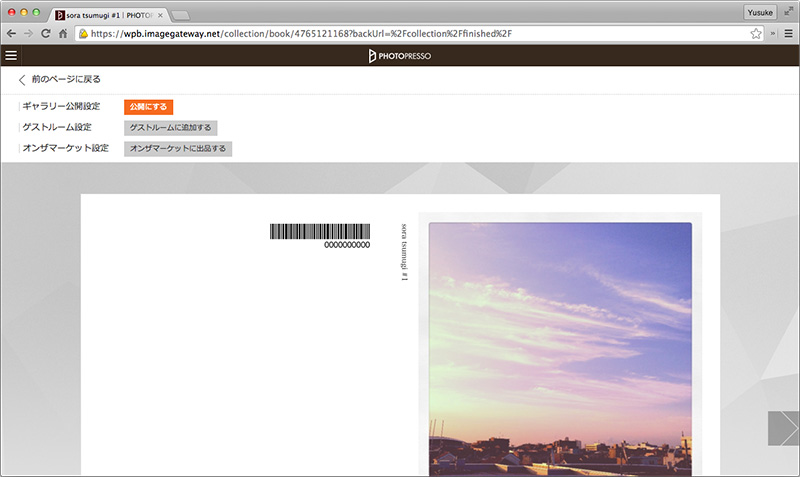 sora tsumugi #1 | PHOTOP
Yusuke
https://wpb.imagegateway.net/collection/book/4765121168?backUrl=%2Fcollection%2Ffinished%2F
PHOTOPRESSO
前のページに戻る
ギャラリー公開設定 公開にする
ゲストルーム設定 ゲストルームに追加する
オンザマーケット設定 オンザマーケットに出品する
0000000000
sora tsumugi #1